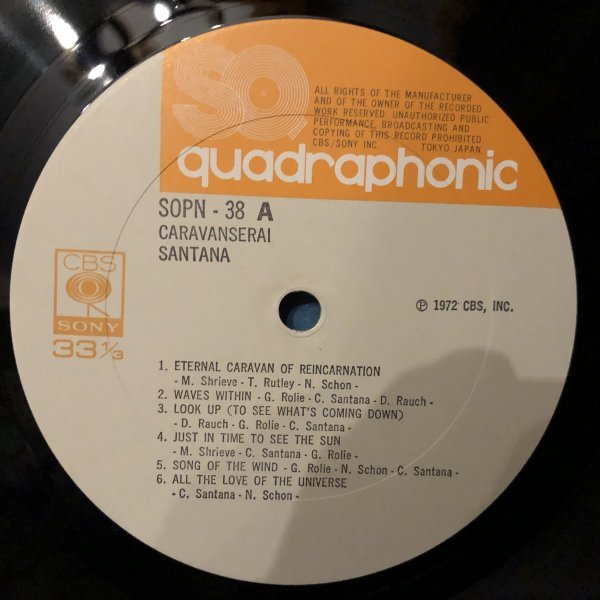 SQ
ALL RIGHTS OF THE MANUFACTURER
AND OF THE OWNER OF THE RECORDED
WORK RESERVED. UNAUTHORIZED PUBLIC
PERFORMANCE, BROADCASTING AND
COPYING OF THIS RECORD PROHIBITED
CBS/SONY INC. TOKYO JAPAN
quadraphonic
SOPN - 38 A
CARAVANSERAI
SANTANA
CBS
SONY
33 1/3
℗ 1972 CBS, INC.
1. ETERNAL CARAVAN OF REINCARNATION
- M. Shrieve - T. Rutley - N. Schon -
2. WAVES WITHIN - G. Rolie - C. Santana - D. Rauch -
3. LOOK UP (TO SEE WHAT'S COMING DOWN)
- D. Rauch - G. Rolie - C. Santana -
4. JUST IN TIME TO SEE THE SUN
- M. Shrieve - C. Santana - G. Rolie -
5. SONG OF THE WIND - G. Rolie - N. Schon - C. Santana -
6. ALL THE LOVE OF THE UNIVERSE
- C. Santana - N. Schon -